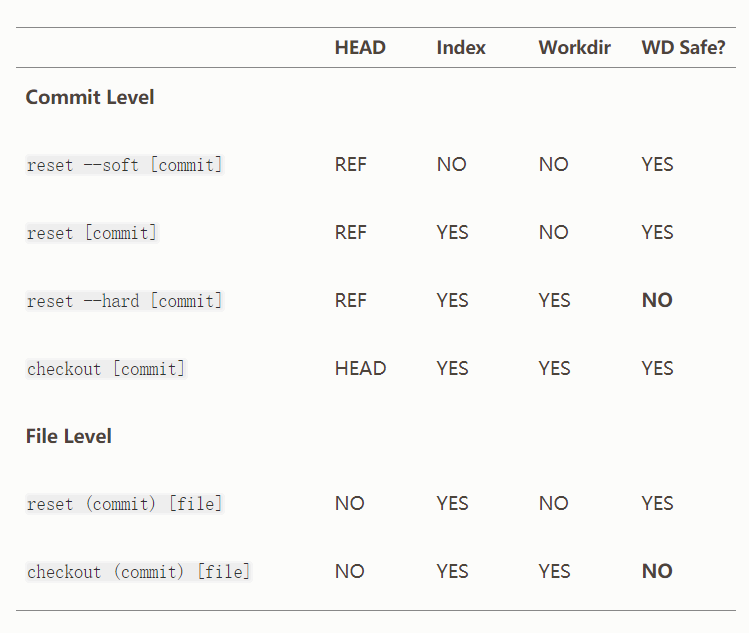 HEAD Index Workdir WD Safe?
Commit Level
reset --soft [commit] REF NO NO YES
reset [commit] REF YES NO YES
reset --hard [commit] REF YES YES NO
checkout [commit] HEAD YES YES YES
File Level
reset (commit) [file] NO YES NO YES
checkout (commit) [file] NO YES YES NO